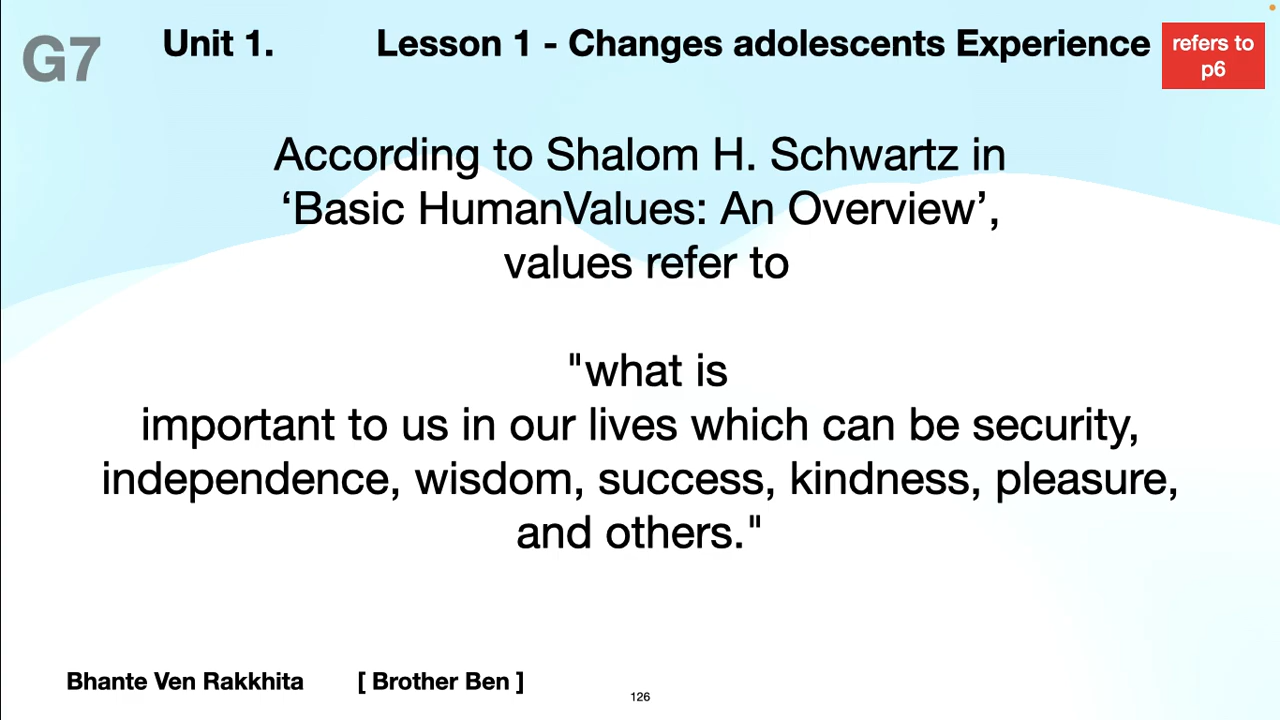 G7
Unit 1.
Lesson 1 - Changes adolescents Experience
refers to
p6
According to Shalom H. Schwartz in
‘Basic HumanValues: An Overview’,
values refer to
"what is
important to us in our lives which can be security,
independence, wisdom, success, kindness, pleasure,
and others."
Bhante Ven Rakkhita [ Brother Ben ]
126